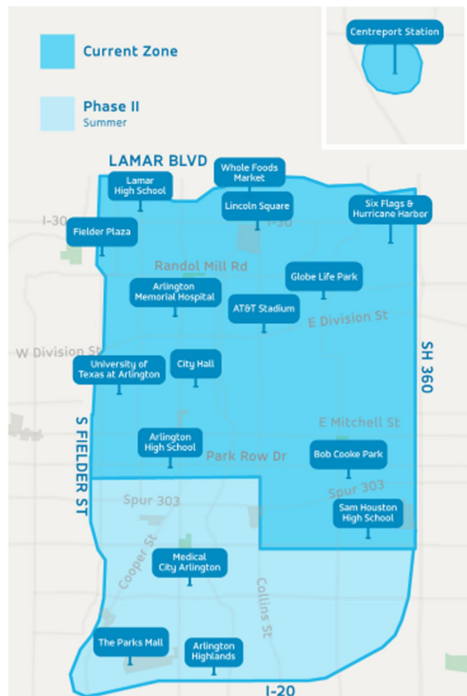 Centreport Station
Current Zone
Phase II
Summer
LAMAR BLVD
Whole Foods
Market
Lamar
High School
Lincoln Square
Six Flags &
Hurricane Harbor
I-30
I-30
Fielder Plaza
Randol Mill Rd
Globe Life Park
Arlington
Memorial Hospital
AT&T Stadium
E Division St
W Division St
University of
Texas at Arlington
City Hall
SH 360
S FIELDER ST
E Mitchell St
Arlington
High School
Park Row Dr
Bob Cooke Park
Spur 303
Spur 303
Sam Houston
High School
Cooper St
Medical
City Arlington
Collins St
The Parks Mall
Arlington
Highlands
I-20